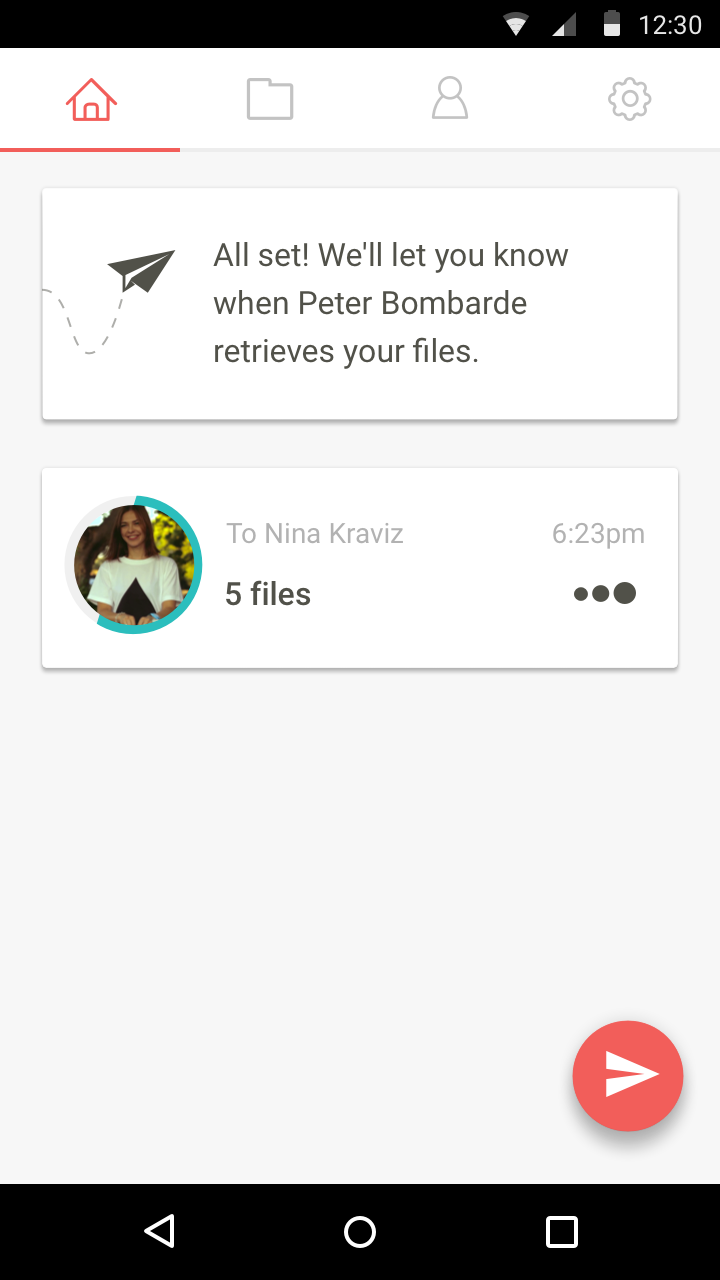 12:30
All set! We'll let you know
when Peter Bombarde
retrieves your files.
To Nina Kraviz 6:23pm
5 files